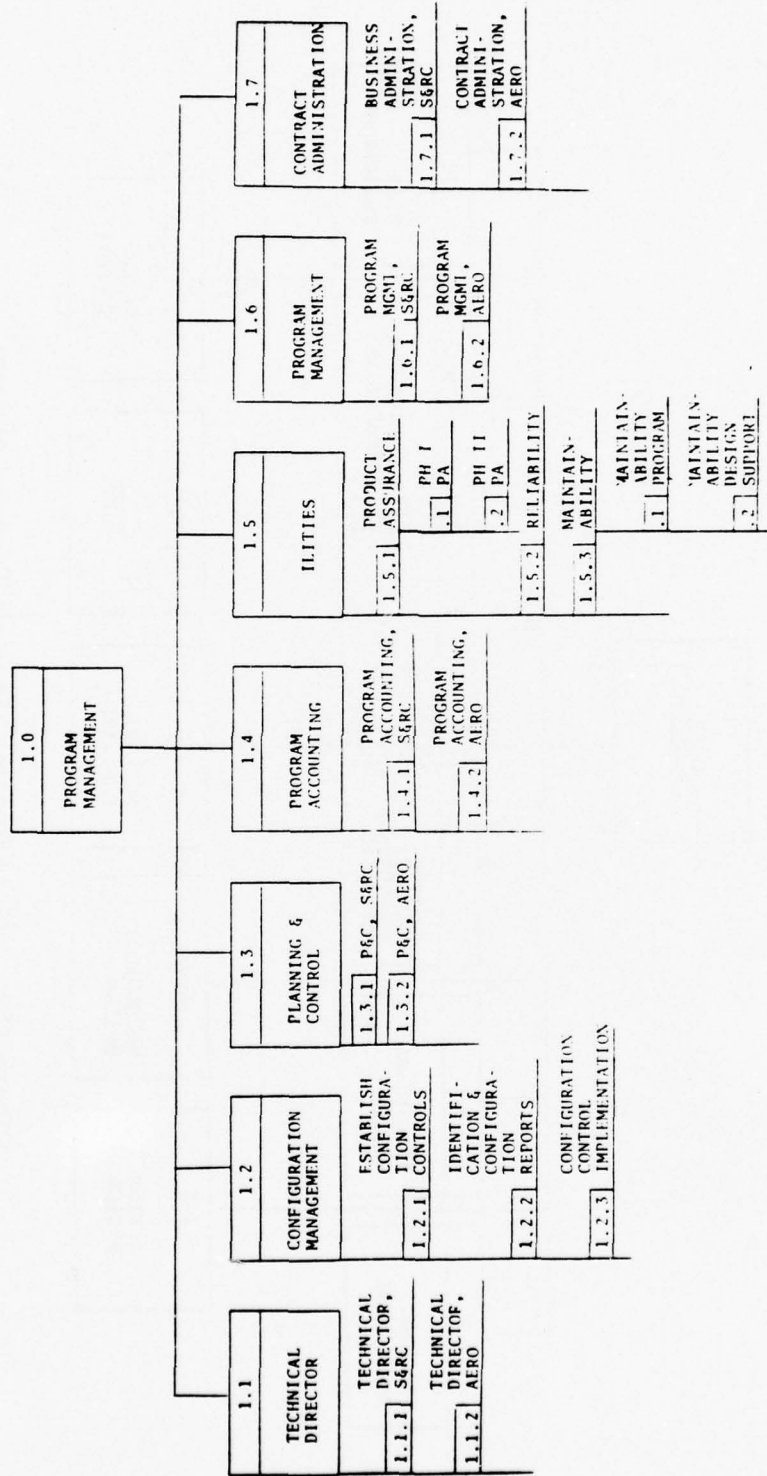 1.0
PROGRAM
MANAGEMENT
1.1
TECHNICAL
DIRECTOR
TECHNICAL
DIRECTOR,
1.1.1 S&RC
TECHNICAL
DIRECTOR,
1.1.2 AERO
1.2
CONFIGURATION
MANAGEMENT
ESTABLISH
CONFIGURA-
TION
1.2.1 CONTROLS
IDENTIFI-
CATION &
CONFIGURA-
TION
1.2.2 REPORTS
CONFIGURATION
CONTROL
1.2.3 IMPLEMENTATION
1.3
PLANNING &
CONTROL
1.3.1 P&C, S&RC
1.3.2 P&C, AERO
1.4
PROGRAM
ACCOUNTING
PROGRAM
ACCOUNTING,
1.4.1 S&RC
PROGRAM
ACCOUNTING,
1.4.2 AERO
1.5
ILITIES
PRODUCT
1.5.1 ASSURANCE
PH I
.1 PA
PH II
.2 PA
1.5.2 RELIABILITY
MAINTAIN-
1.5.3 ABILITY
MAINTAIN-
ABILITY
.1 PROGRAM
MAINTAIN-
ABILITY
DESIGN
.2 SUPPORT
1.6
PROGRAM
MANAGEMENT
PROGRAM
MGMT,
1.6.1 S&RC
PROGRAM
MGMT,
1.6.2 AERO
1.7
CONTRACT
ADMINISTRATION
BUSINESS
ADMINI-
STRATION,
1.7.1 S&RC
CONTRACT
ADMINI-
STRATION,
1.7.2 AERO